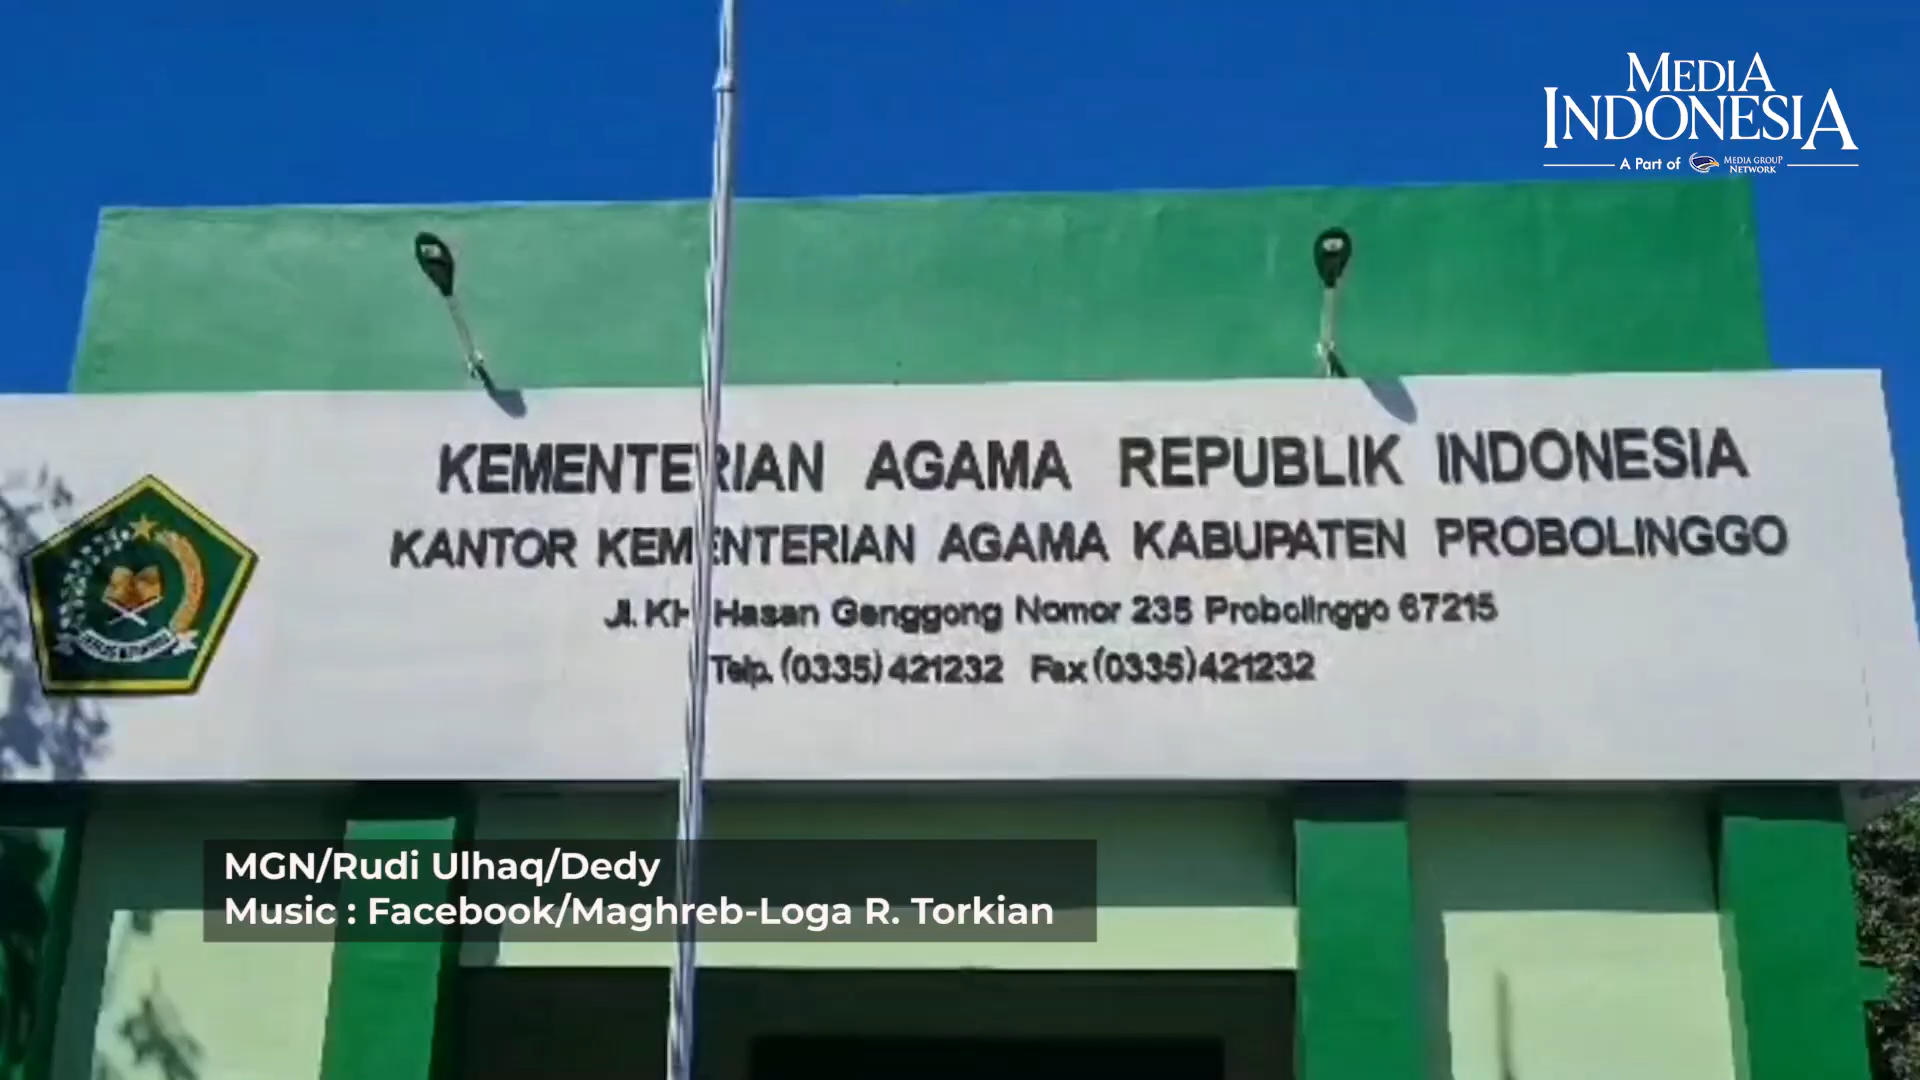 MEDIA
INDONESIA
A Part of MEDIA GROUP
NETWORK
KEMENTERIAN AGAMA REPUBLIK INDONESIA
KANTOR KEMENTERIAN AGAMA KABUPATEN PROBOLINGGO
Jl. KH Hasan Genggong Nomor 235 Probolinggo 67215
Telp. (0335) 421232 Fax (0335) 421232
MGN/Rudi Ulhaq/Dedy
Music : Facebook/Maghreb-Loga R. Torkian